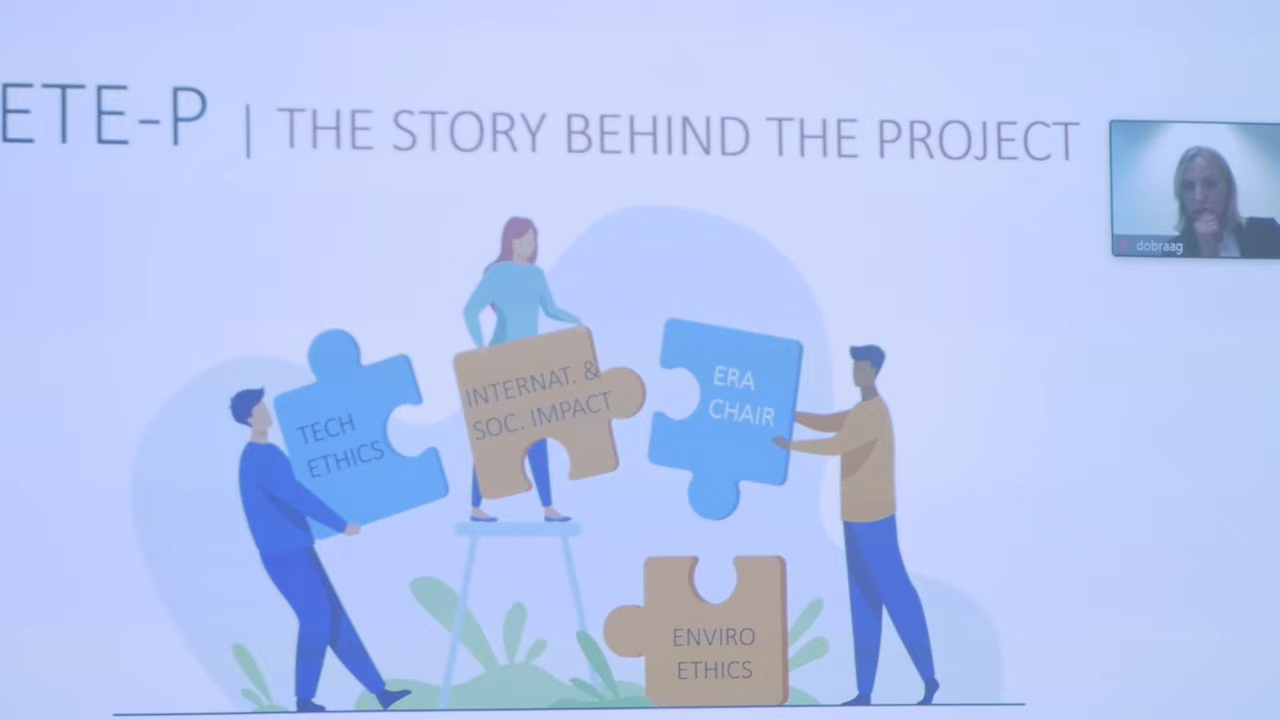 ETE-P | THE STORY BEHIND THE PROJECT
dobraag
INTERNAT. &
SOC. IMPACT
ERA
CHAIR
TECH
ETHICS
ENVIRO
ETHICS